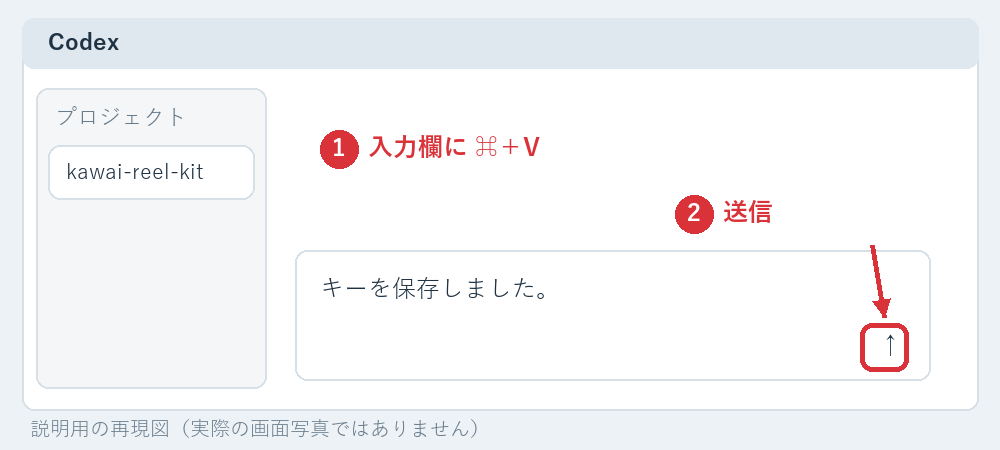 Codex
プロジェクト
kawai-reel-kit
1 入力欄に ⌘+V
2 送信
キーを保存しました。
↑
説明用の再現図（実際の画面写真ではありません）